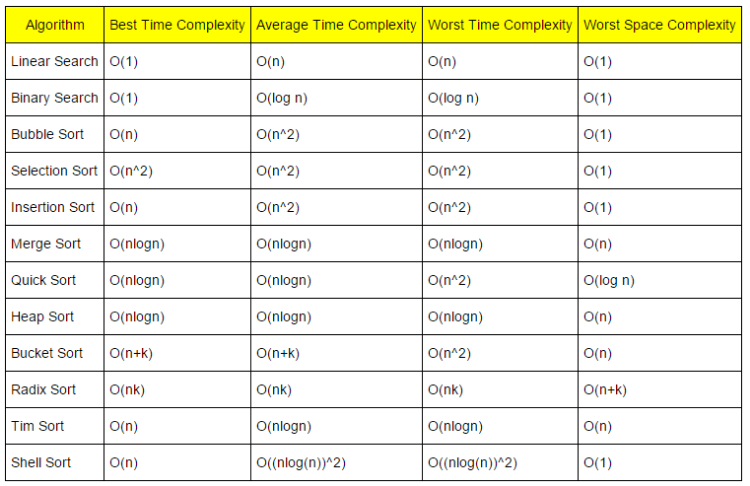 Algorithm Best Time Complexity Average Time Complexity Worst Time Complexity Worst Space Complexity
Linear Search O(1) O(n) O(n) O(1)
Binary Search O(1) O(log n) O(log n) O(1)
Bubble Sort O(n) O(n^2) O(n^2) O(1)
Selection Sort O(n^2) O(n^2) O(n^2) O(1)
Insertion Sort O(n) O(n^2) O(n^2) O(1)
Merge Sort O(nlogn) O(nlogn) O(nlogn) O(n)
Quick Sort O(nlogn) O(nlogn) O(n^2) O(log n)
Heap Sort O(nlogn) O(nlogn) O(nlogn) O(n)
Bucket Sort O(n+k) O(n+k) O(n^2) O(n)
Radix Sort O(nk) O(nk) O(nk) O(n+k)
Tim Sort O(n) O(nlogn) O(nlogn) O(n)
Shell Sort O(n) O((nlog(n))^2) O((nlog(n))^2) O(1)